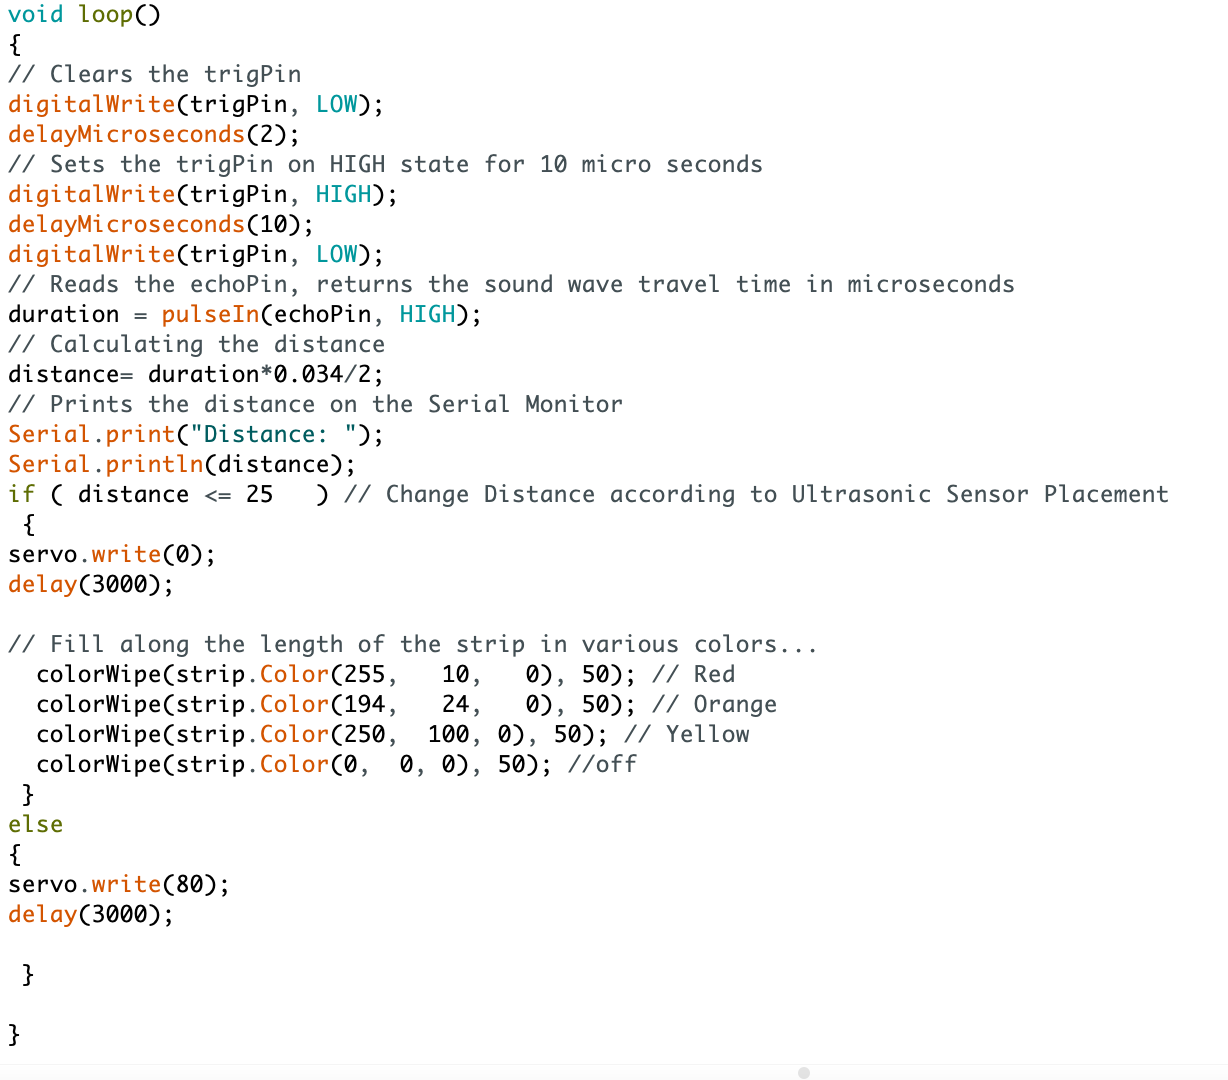 void loop()
{
// Clears the trigPin
digitalWrite(trigPin, LOW);
delayMicroseconds(2);
// Sets the trigPin on HIGH state for 10 micro seconds
digitalWrite(trigPin, HIGH);
delayMicroseconds(10);
digitalWrite(trigPin, LOW);
// Reads the echoPin, returns the sound wave travel time in microseconds
duration = pulseIn(echoPin, HIGH);
// Calculating the distance
distance= duration*0.034/2;
// Prints the distance on the Serial Monitor
Serial.print("Distance: ");
Serial.println(distance);
if ( distance <= 25   ) // Change Distance according to Ultrasonic Sensor Placement
 {
servo.write(0);
delay(3000);

// Fill along the length of the strip in various colors...
  colorWipe(strip.Color(255,   10,   0), 50); // Red
  colorWipe(strip.Color(194,   24,   0), 50); // Orange
  colorWipe(strip.Color(250,  100, 0), 50); // Yellow
  colorWipe(strip.Color(0,  0, 0), 50); //off
 }
else
{
servo.write(80);
delay(3000);

 }

}